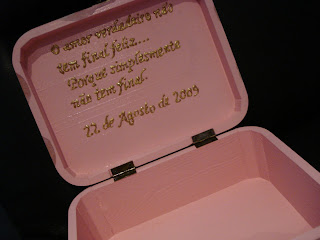 O amor verdadeiro não
tem final feliz...
Porque simplesmente
não tem final.
22 de Agosto de 2009